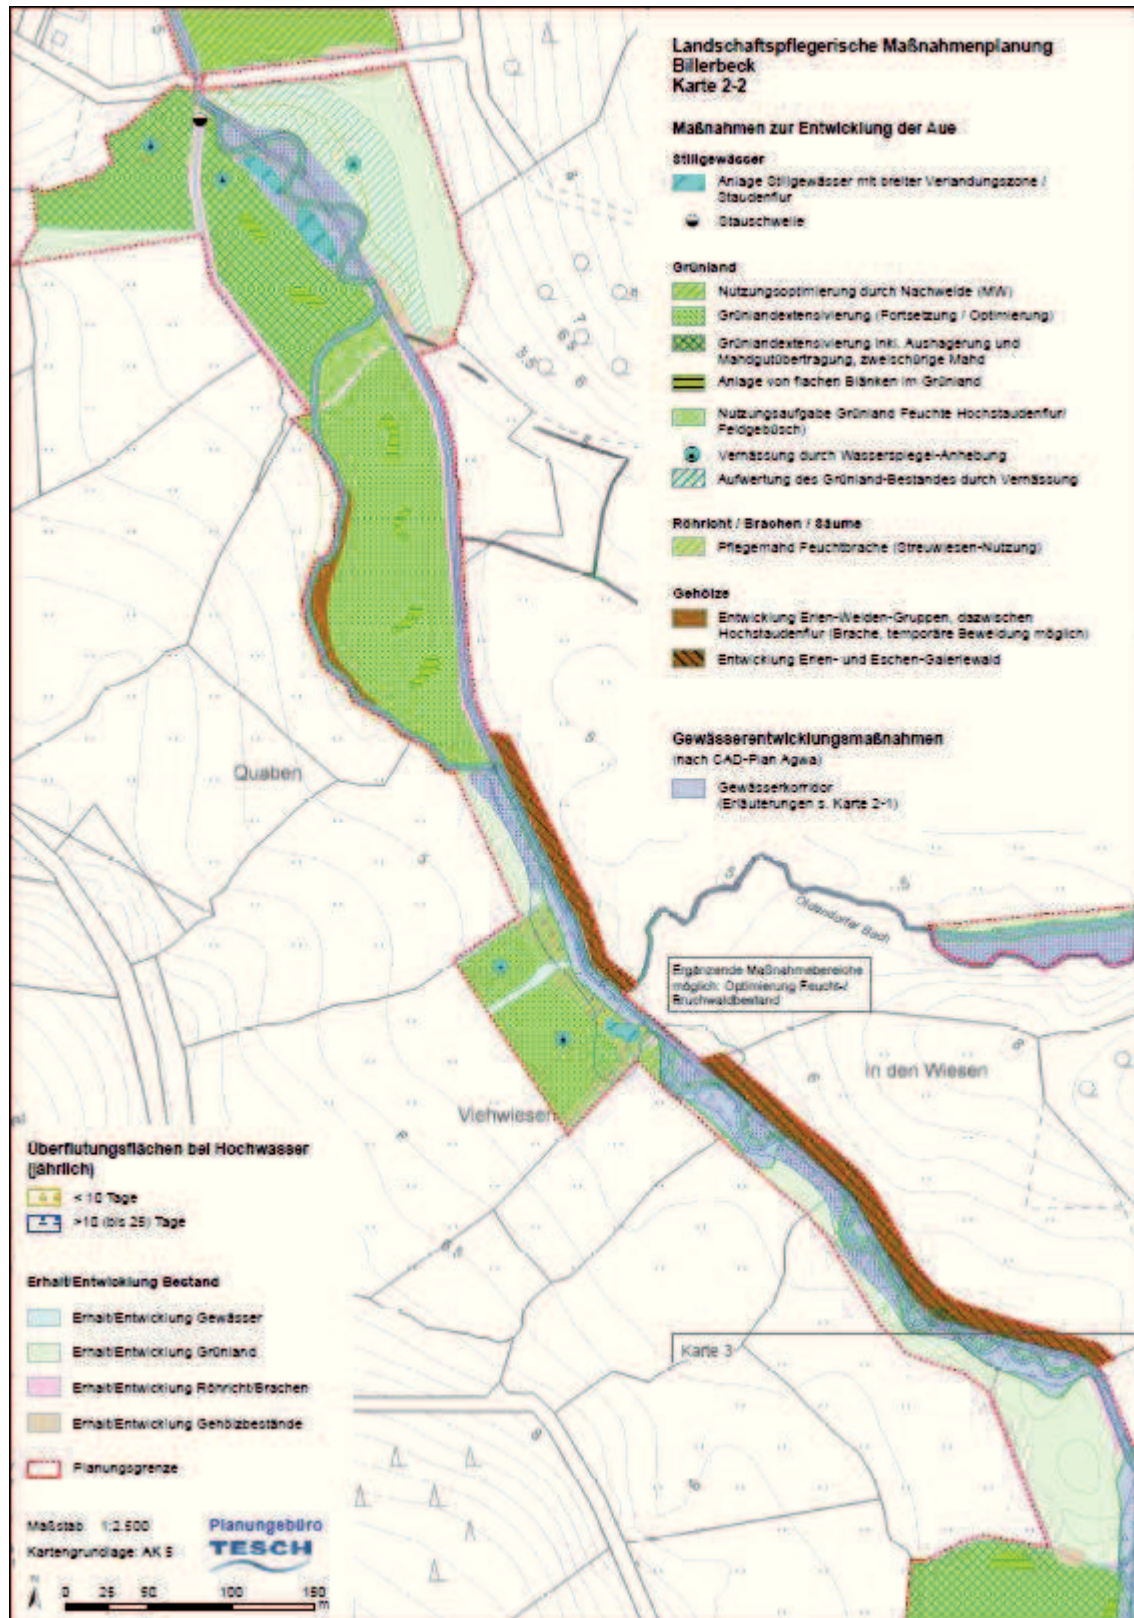 Landschaftspflegerische Maßnahmenplanung
Billerbeck
Karte 2-2
Maßnahmen zur Entwicklung der Aue
Stillgewässer
Anlage Stillgewässer mit breiter Verlandungszone /
Staudenflur
Stauschwelle
Grünland
Nutzungsoptimierung durch Nachweide (MW)
Grünlandextensivierung (Fortsetzung / Optimierung)
Grünlandextensivierung inkl. Aushagerung und
Mahdgutübertragung, zweischürige Mahd
Anlage von flachen Blänken im Grünland
Nutzungsaufgabe Grünland Feuchte Hochstaudenflur/
Feldgebüsch)
Vernässung durch Wasserspiegel-Anhebung
Aufwertung des Grünland-Bestandes durch Vernässung
Röhricht / Brachen / Säume
Pflegemahd Feuchtbrache (Streuwiesen-Nutzung)
Gehölze
Entwicklung Erlen-Weiden-Gruppen, dazwischen
Hochstaudenflur (Brache, temporäre Beweidung möglich)
Entwicklung Erlen- und Eschen-Galeriewald
Gewässerentwicklungsmaßnahmen
(nach CAD-Plan Agwa)
Gewässerkorridor
(Erläuterungen s. Karte 2-1)
Quaben
Oldendorfer Bach
Ergänzende Maßnahmebereiche
möglich: Optimierung Feucht-/
Bruchwaldbestand
In den Wiesen
Viehwiesen
Karte 3
Überflutungsflächen bei Hochwasser
(jährlich)
< 10 Tage
>10 (bis 25) Tage
Erhalt/Entwicklung Bestand
Erhalt/Entwicklung Gewässer
Erhalt/Entwicklung Grünland
Erhalt/Entwicklung Röhricht/Brachen
Erhalt/Entwicklung Gehölzbestände
Planungsgrenze
Maßstab: 1:2.500
Kartengrundlage: AK 5
Planungsbüro
TESCH
N
0 25 50 100 150
m